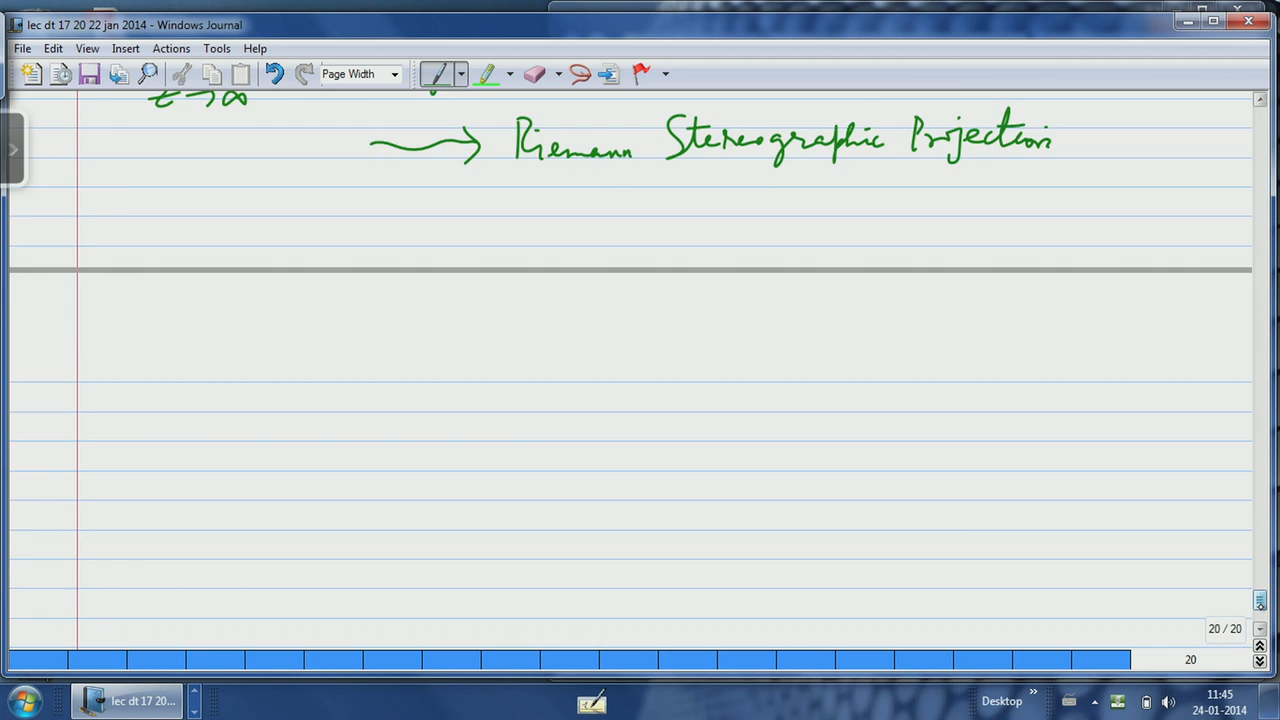 lec dt 17 20 22 jan 2014 - Windows Journal
File Edit View Insert Actions Tools Help
Page Width
→ ∞
→ Riemann Stereographic Projection
20 / 20
20
lec dt 17 20...
Desktop
11:45
24-01-2014